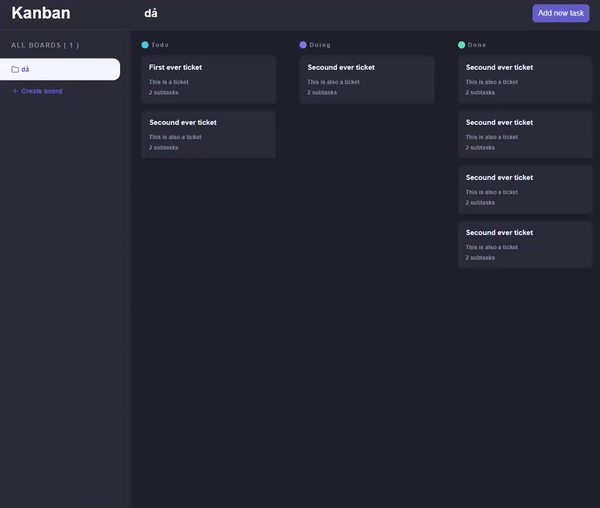 Kanban
då
Add new task
ALL BOARDS ( 1 )
då
+ Create board
Todo
First ever ticket
This is a ticket
2 subtasks
Secound ever ticket
This is also a ticket
2 subtasks
Doing
Secound ever ticket
This is also a ticket
2 subtasks
Done
Secound ever ticket
This is also a ticket
2 subtasks
Secound ever ticket
This is also a ticket
2 subtasks
Secound ever ticket
This is also a ticket
2 subtasks
Secound ever ticket
This is also a ticket
2 subtasks